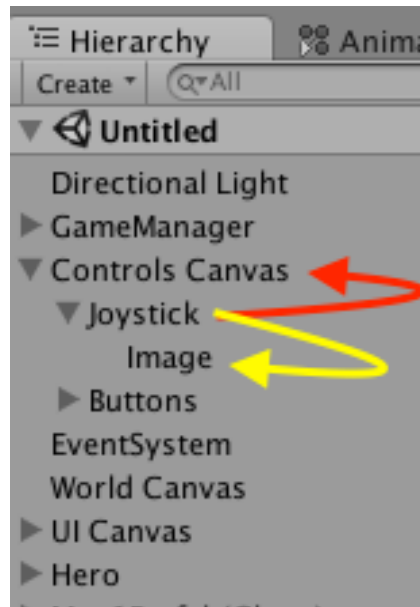 Hierarchy Anima
Create All
Untitled
Directional Light
GameManager
Controls Canvas
Joystick
Image
Buttons
EventSystem
World Canvas
UI Canvas
Hero